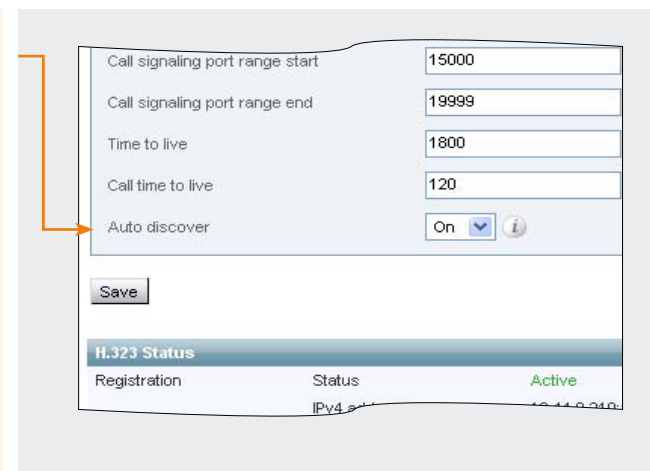 Call signaling port range start 15000
Call signaling port range end 19999
Time to live 1800
Call time to live 120
Auto discover On i
Save
H.323 Status
Registration Status Active
IPv4